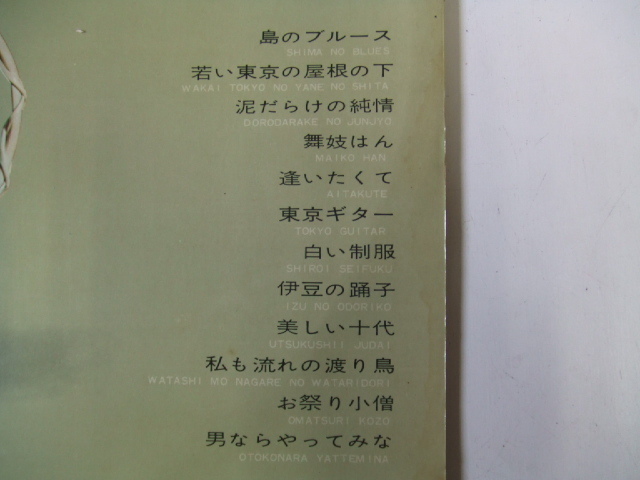 島のブルース
SHIMA NO BLUES
若い東京の屋根の下
WAKAI TOKYO NO YANE NO SHITA
泥だらけの純情
DORODARAKE NO JUNJYO
舞妓はん
MAIKO HAN
逢いたくて
AITAKUTE
東京ギター
TOKYO GUITAR
白い制服
SHIROI SEIFUKU
伊豆の踊子
IZU NO ODORIKO
美しい十代
UTSUKUSHII JUDAI
私も流れの渡り鳥
WATASHI MO NAGARE NO WATARIDORI
お祭り小僧
OMATSURI KOZO
男ならやってみな
OTOKONARA YATTEMINA